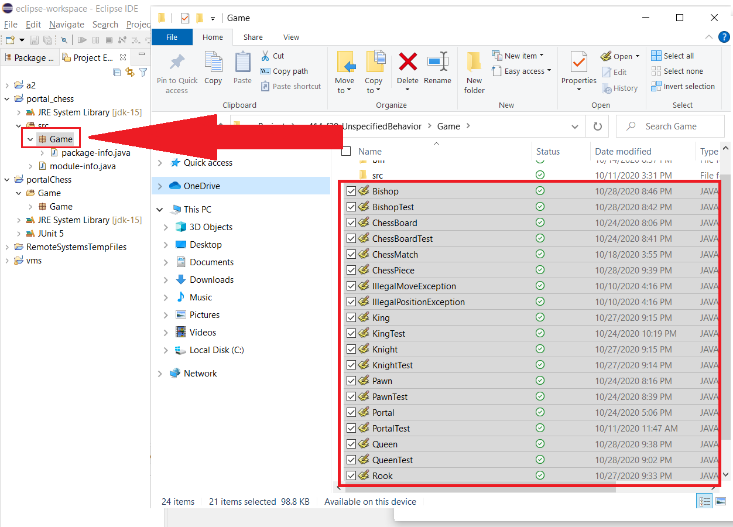 eclipse-workspace - Eclipse IDE
File Edit Navigate Search Projec
Package ...
Project E...
a2
portal_chess
JRE System Library [jdk-15]
src
Game
package-info.java
module-info.java
portalChess
Game
Game
JRE System Library [jdk-15]
JUnit 5
RemoteSystemsTempFiles
vms
Game
File Home Share View
Pin to Quick access
Copy
Paste
Cut
Copy path
Paste shortcut
Clipboard
Move to
Copy to
Delete
Rename
Organize
New folder
New item
Easy access
New
Properties
Open
Edit
History
Open
Select all
Select none
Invert selection
Select
UnspecifiedBehavior > Game >
Search Game
Quick access
OneDrive
This PC
3D Objects
Desktop
Documents
Downloads
Music
Pictures
Videos
Local Disk (C:)
Network
Name Status Date modified Type
src 10/11/2020 3:31 PM File f
Bishop 10/28/2020 8:46 PM JAVA
BishopTest 10/28/2020 8:42 PM JAVA
ChessBoard 10/24/2020 8:06 PM JAVA
ChessBoardTest 10/24/2020 8:41 PM JAVA
ChessMatch 10/18/2020 3:55 PM JAVA
ChessPiece 10/28/2020 9:39 PM JAVA
IllegalMoveException 10/10/2020 4:16 PM JAVA
IllegalPositionException 10/10/2020 4:16 PM JAVA
King 10/27/2020 9:15 PM JAVA
KingTest 10/24/2020 10:19 PM JAVA
Knight 10/27/2020 9:15 PM JAVA
KnightTest 10/27/2020 9:14 PM JAVA
Pawn 10/24/2020 8:16 PM JAVA
PawnTest 10/24/2020 8:39 PM JAVA
Portal 10/24/2020 5:06 PM JAVA
PortalTest 10/11/2020 11:47 AM JAVA
Queen 10/28/2020 9:38 PM JAVA
QueenTest 10/28/2020 9:02 PM JAVA
Rook 10/27/2020 9:33 PM JAVA
24 items 21 items selected 98.8 KB Available on this device